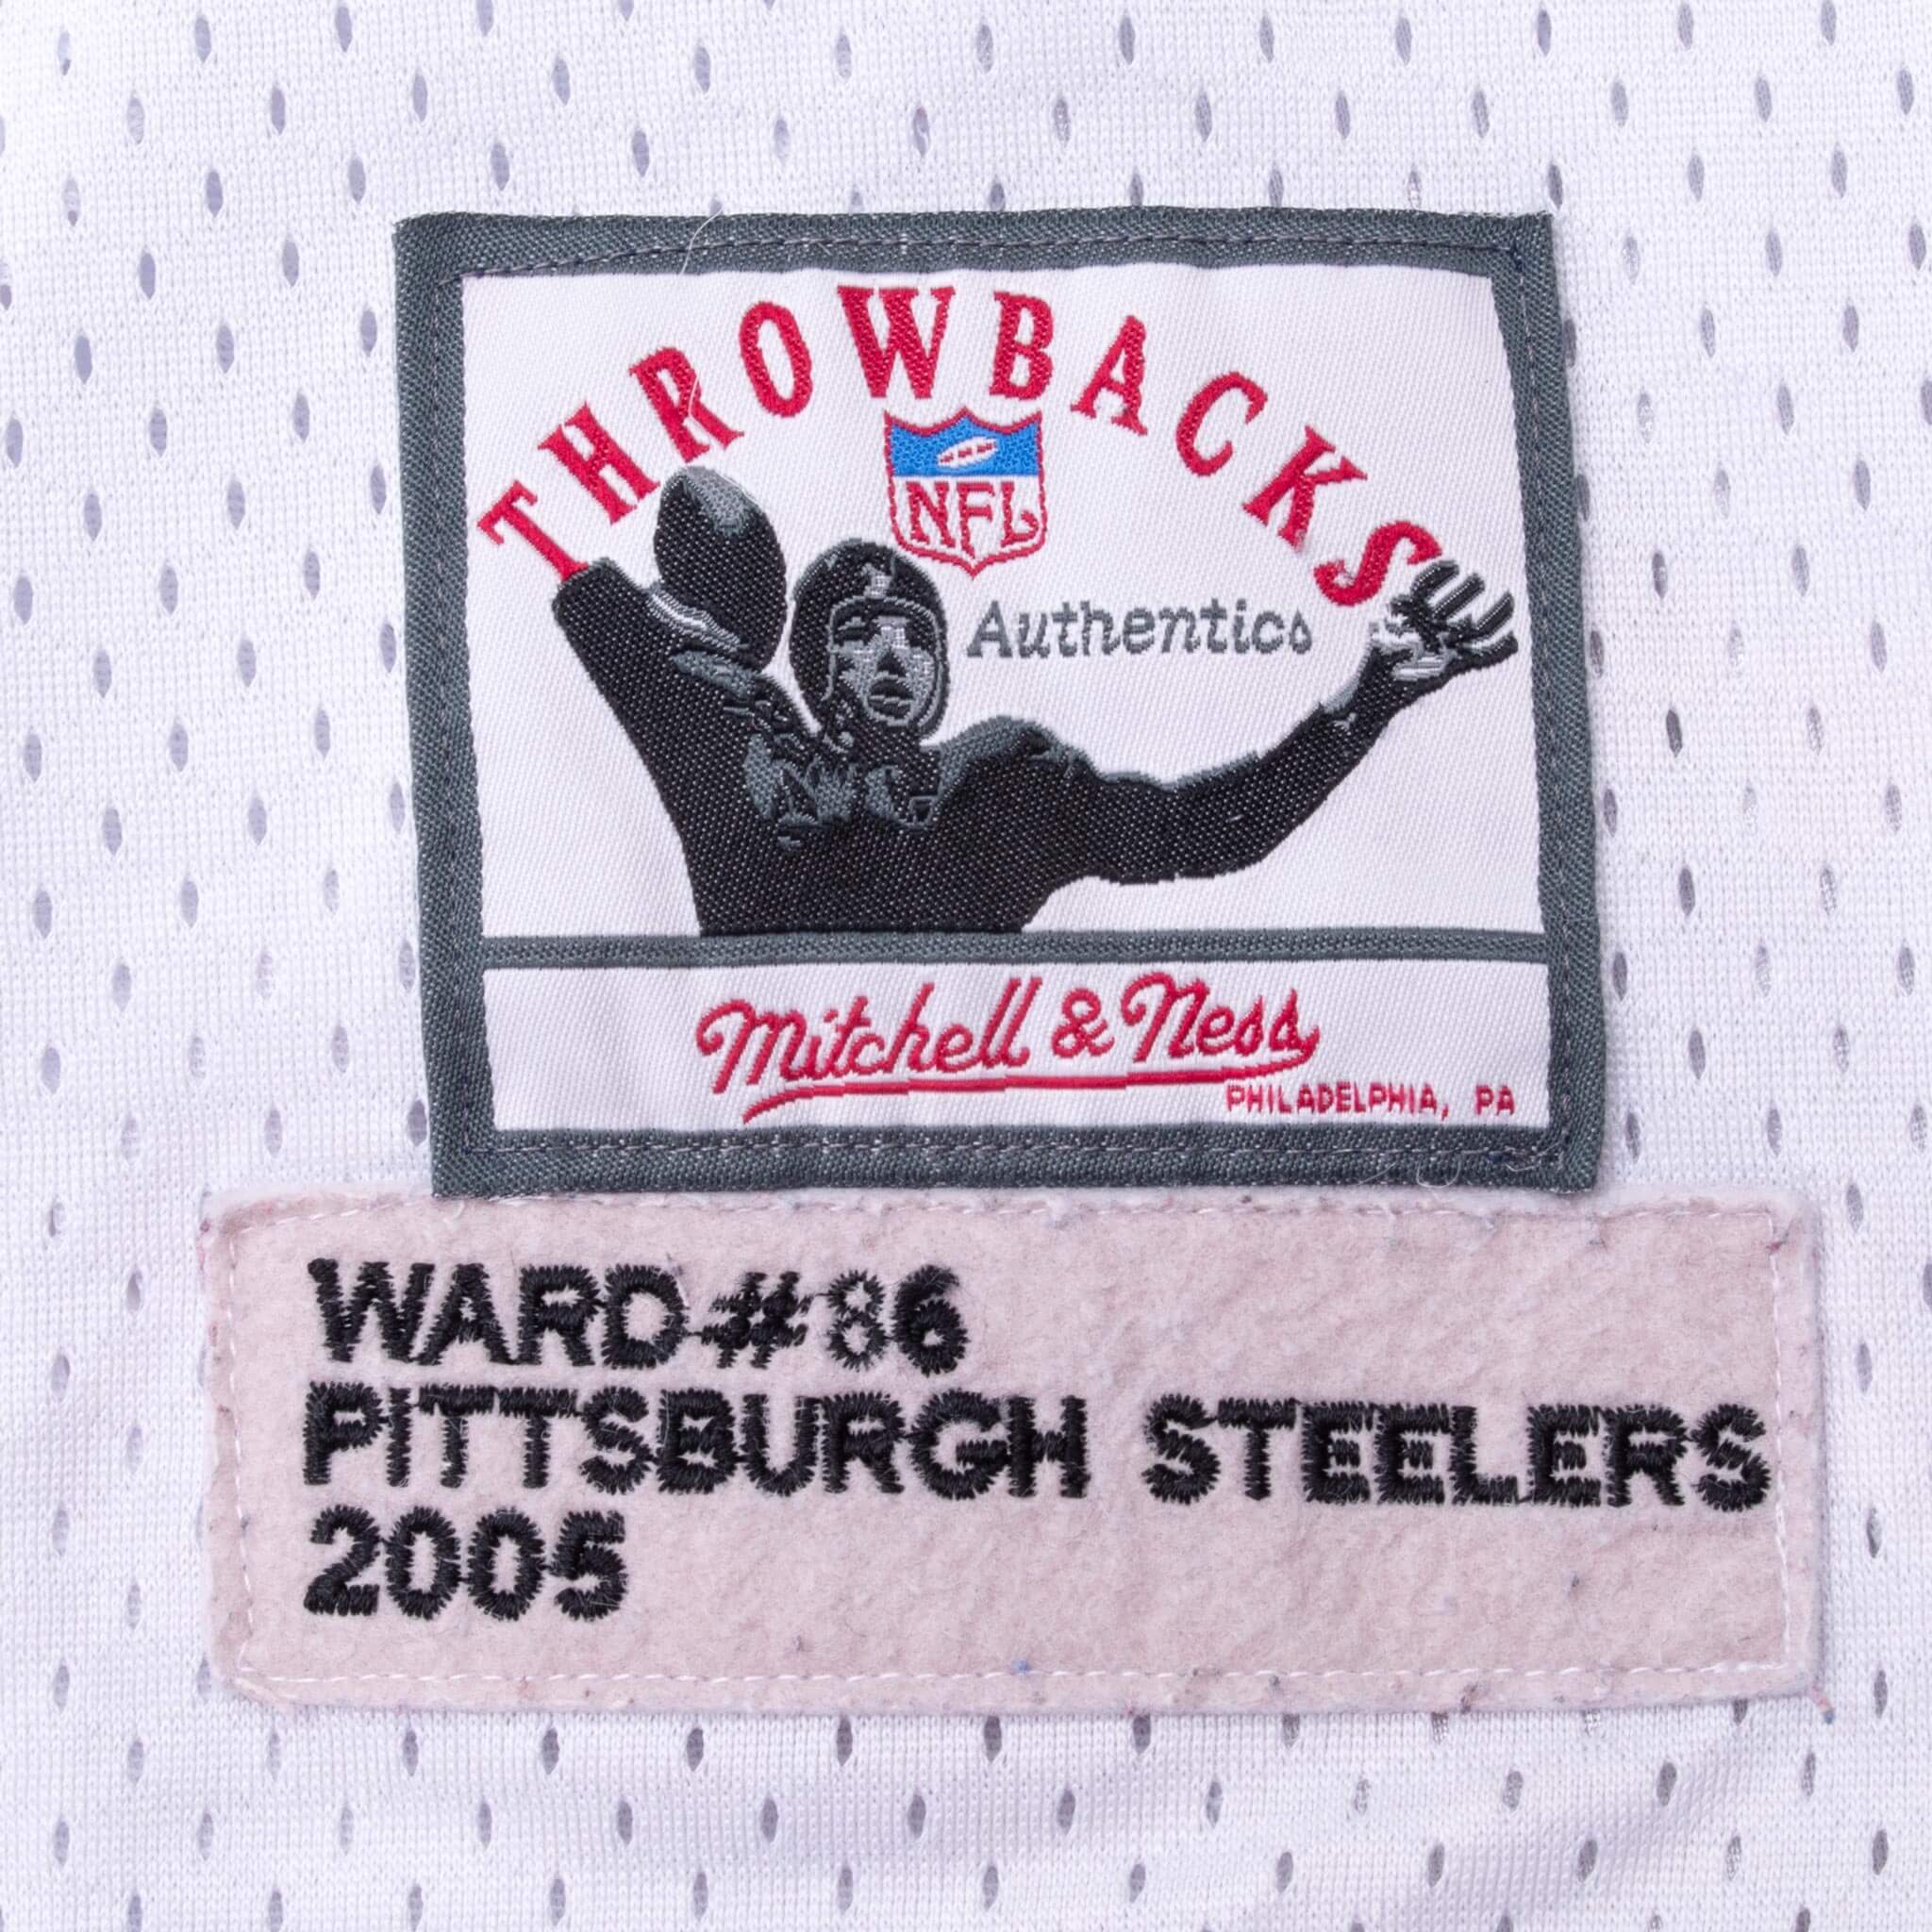 THROWBACKS
NFL
Authentics
Mitchell & Ness
PHILADELPHIA, PA
WARD #86
PITTSBURGH STEELERS
2005